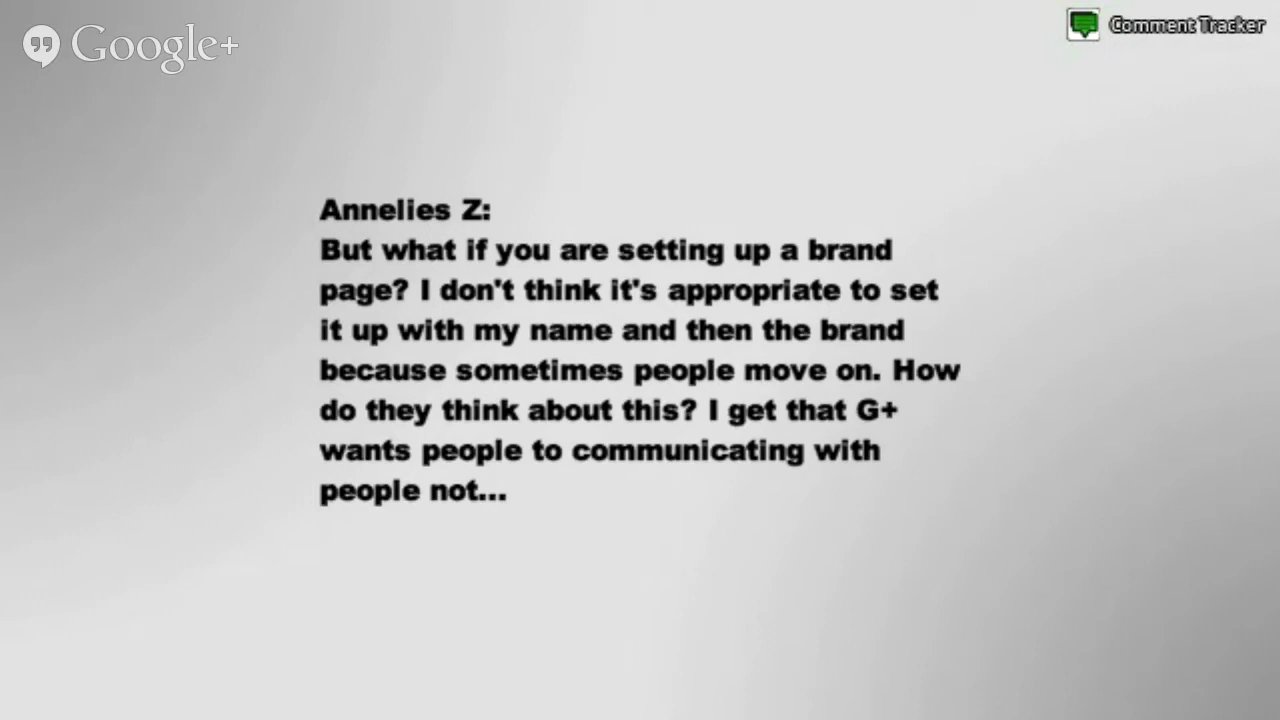 Google+
Comment Tracker
Annelies Z:
But what if you are setting up a brand
page? I don't think it's appropriate to set
it up with my name and then the brand
because sometimes people move on. How
do they think about this? I get that G+
wants people to communicating with
people not...